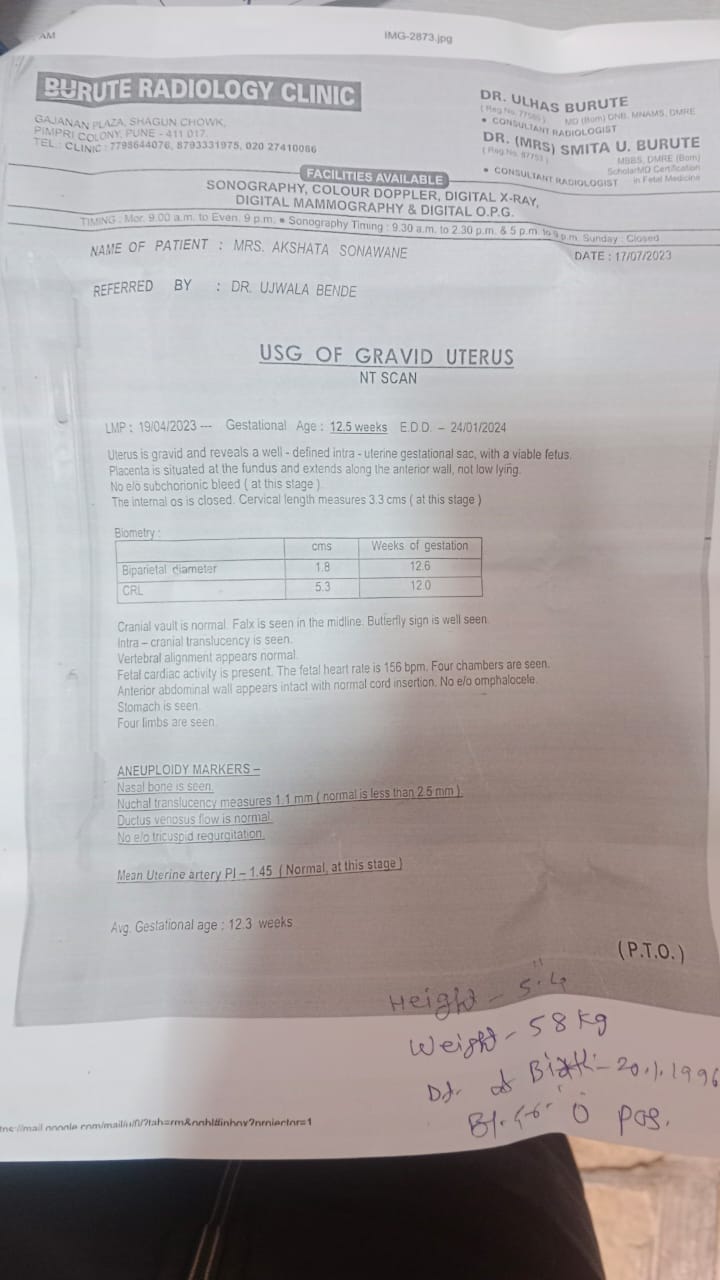 AM IMG-2873.jpg
BURUTE RADIOLOGY CLINIC
GAJANAN PLAZA, SHAGUN CHOWK,
PIMPRI COLONY, PUNE - 411 017.
TEL.: CLINIC : 7798644076, 8793331975, 020 27410086
DR. ULHAS BURUTE
(Reg No. MD (Bom) DNB, MNAMS, DMRE
• CONSULTANT RADIOLOGIST
DR. (MRS) SMITA U. BURUTE
(Reg No. MBBS, DMRE (Bom)
ScholarMD Certification
• CONSULTANT RADIOLOGIST in Fetal Medicine
FACILITIES AVAILABLE
SONOGRAPHY, COLOUR DOPPLER, DIGITAL X-RAY,
DIGITAL MAMMOGRAPHY & DIGITAL O.P.G.
TIMING : Mor. 9.00 a.m. to Even. 9 p.m. • Sonography Timing : 9.30 a.m. to 2.30 p.m. & 5 p.m. to 9 p.m. Sunday : Closed
NAME OF PATIENT : MRS. AKSHATA SONAWANE
DATE : 17/07/2023
REFERRED BY : DR. UJWALA BENDE
USG OF GRAVID UTERUS
NT SCAN
LMP : 19/04/2023 --- Gestational Age : 12.5 weeks E.D.D. – 24/01/2024
Uterus is gravid and reveals a well - defined intra - uterine gestational sac, with a viable fetus.
Placenta is situated at the fundus and extends along the anterior wall, not low lying.
No e/o subchorionic bleed ( at this stage )
The internal os is closed. Cervical length measures 3.3 cms ( at this stage )
Biometry :
cms Weeks of gestation
Biparietal diameter 1.8 12.6
CRL 5.3 12.0
Cranial vault is normal. Falx is seen in the midline. Butterfly sign is well seen.
Intra – cranial translucency is seen.
Vertebral alignment appears normal.
Fetal cardiac activity is present. The fetal heart rate is 156 bpm. Four chambers are seen.
Anterior abdominal wall appears intact with normal cord insertion. No e/o omphalocele.
Stomach is seen.
Four limbs are seen.
ANEUPLOIDY MARKERS –
Nasal bone is seen.
Nuchal translucency measures 1.1 mm ( normal is less than 2.5 mm ).
Ductus venosus flow is normal.
No e/o tricuspid regurgitation.
Mean Uterine artery PI – 1.45 ( Normal, at this stage )
Avg. Gestational age : 12.3 weeks
(P.T.O.)
Height - 5.4"
Weight - 58 kg
Dt. of Birth - 20.1.1996
Bl. Gr. O pos.